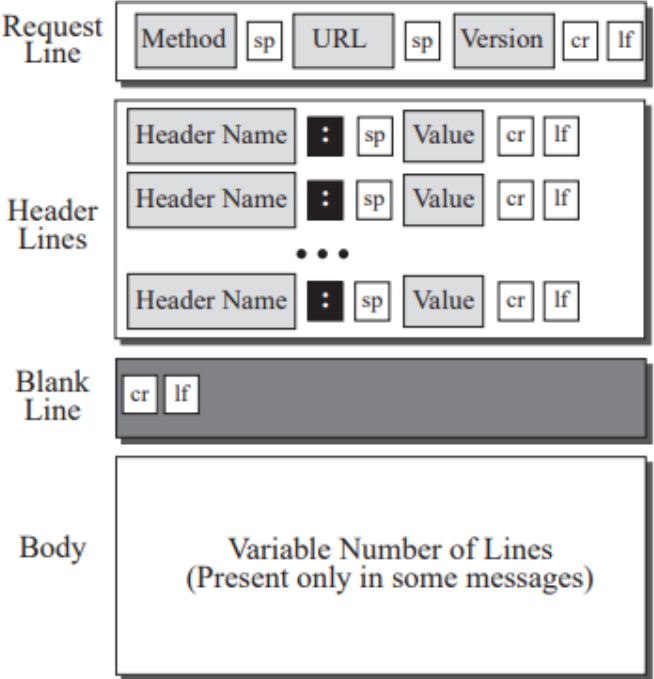 Request Line
Method sp URL sp Version cr lf
Header Lines
Header Name : sp Value cr lf
Header Name : sp Value cr lf
• • •
Header Name : sp Value cr lf
Blank Line
cr lf
Body
Variable Number of Lines
(Present only in some messages)